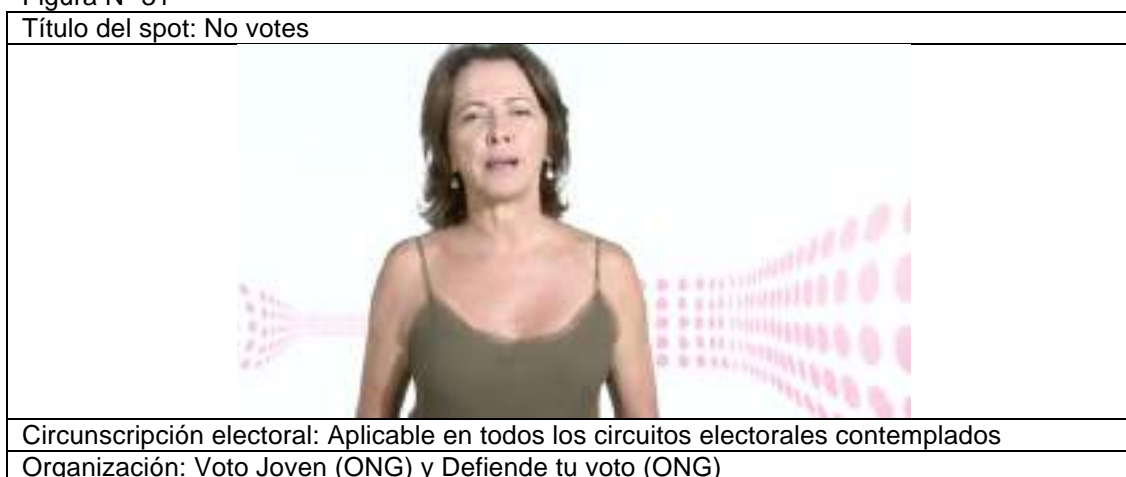 Título del spot: No votes
Circunscripción electoral: Aplicable en todos los circuitos electorales contemplados
Organización: Voto Joven (ONG) y Defiende tu voto (ONG)